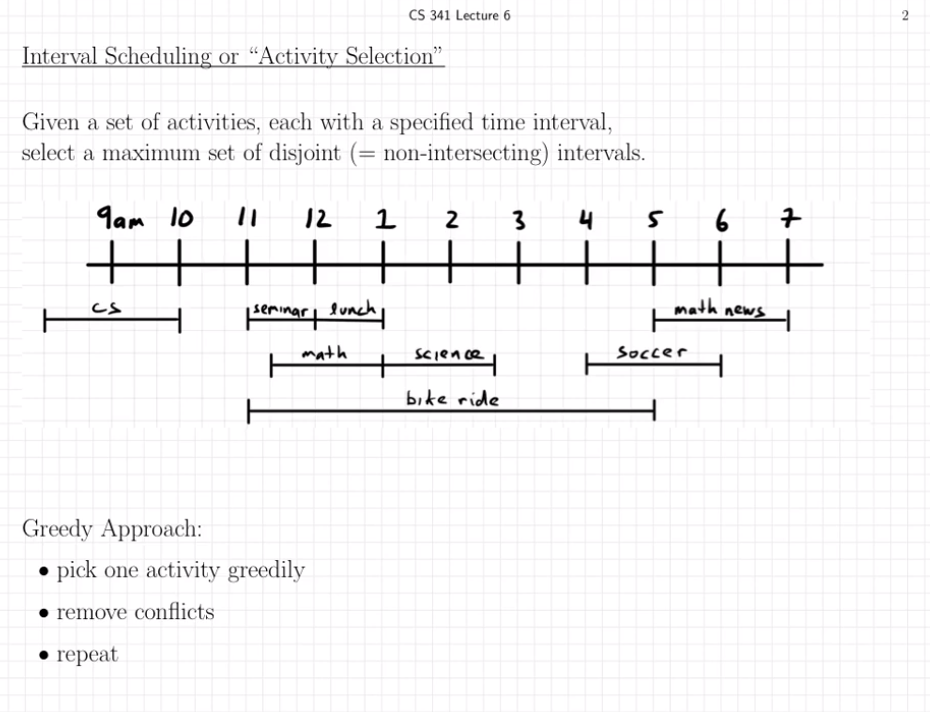 CS 341 Lecture 6
2
Interval Scheduling or “Activity Selection”
Given a set of activities, each with a specified time interval,
select a maximum set of disjoint (= non-intersecting) intervals.
9am 10 11 12 1 2 3 4 5 6 7
CS seminar lunch math news
math science soccer
bike ride
Greedy Approach:
• pick one activity greedily
• remove conflicts
• repeat